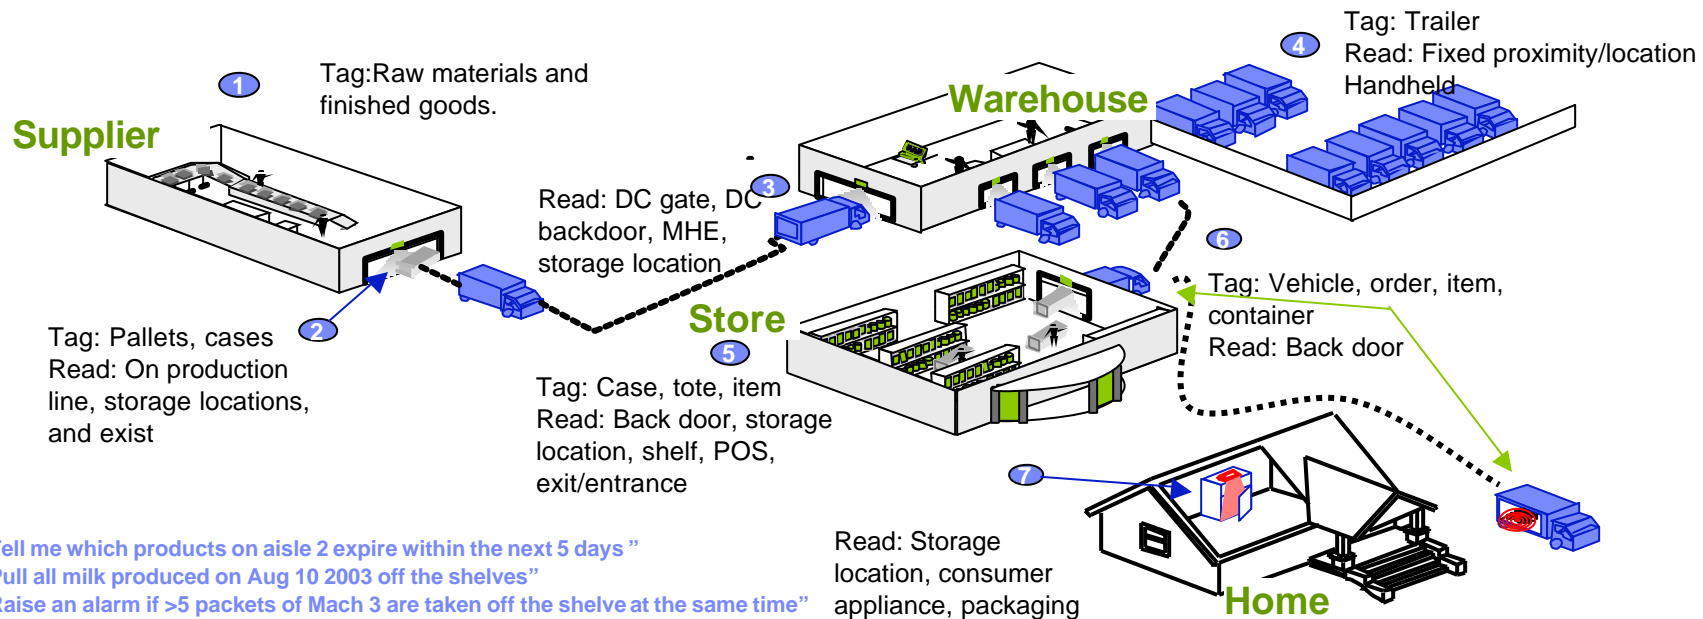 1
Tag:Raw materials and
finished goods.
Supplier
2
Tag: Pallets, cases
Read: On production
line, storage locations,
and exist
3
Read: DC gate, DC
backdoor, MHE,
storage location
Warehouse
4
Tag: Trailer
Read: Fixed proximity/location
Handheld
Store
5
Tag: Case, tote, item
Read: Back door, storage
location, shelf, POS,
exit/entrance
6
Tag: Vehicle, order, item,
container
Read: Back door
7
Read: Storage
location, consumer
appliance, packaging
Home
ell me which products on aisle 2 expire within the next 5 days ”
Pull all milk produced on Aug 10 2003 off the shelves”
Raise an alarm if >5 packets of Mach 3 are taken off the shelve at the same time”